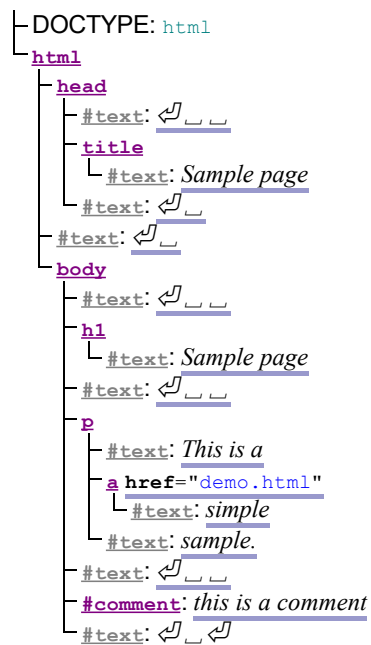 DOCTYPE: html
html
head
#text: ⏎␣␣
title
#text: Sample page
#text: ⏎␣
#text: ⏎␣
body
#text: ⏎␣␣
h1
#text: Sample page
#text: ⏎␣␣
p
#text: This is a
a href="demo.html"
#text: simple
#text: sample.
#text: ⏎␣␣
#comment: this is a comment
#text: ⏎␣⏎